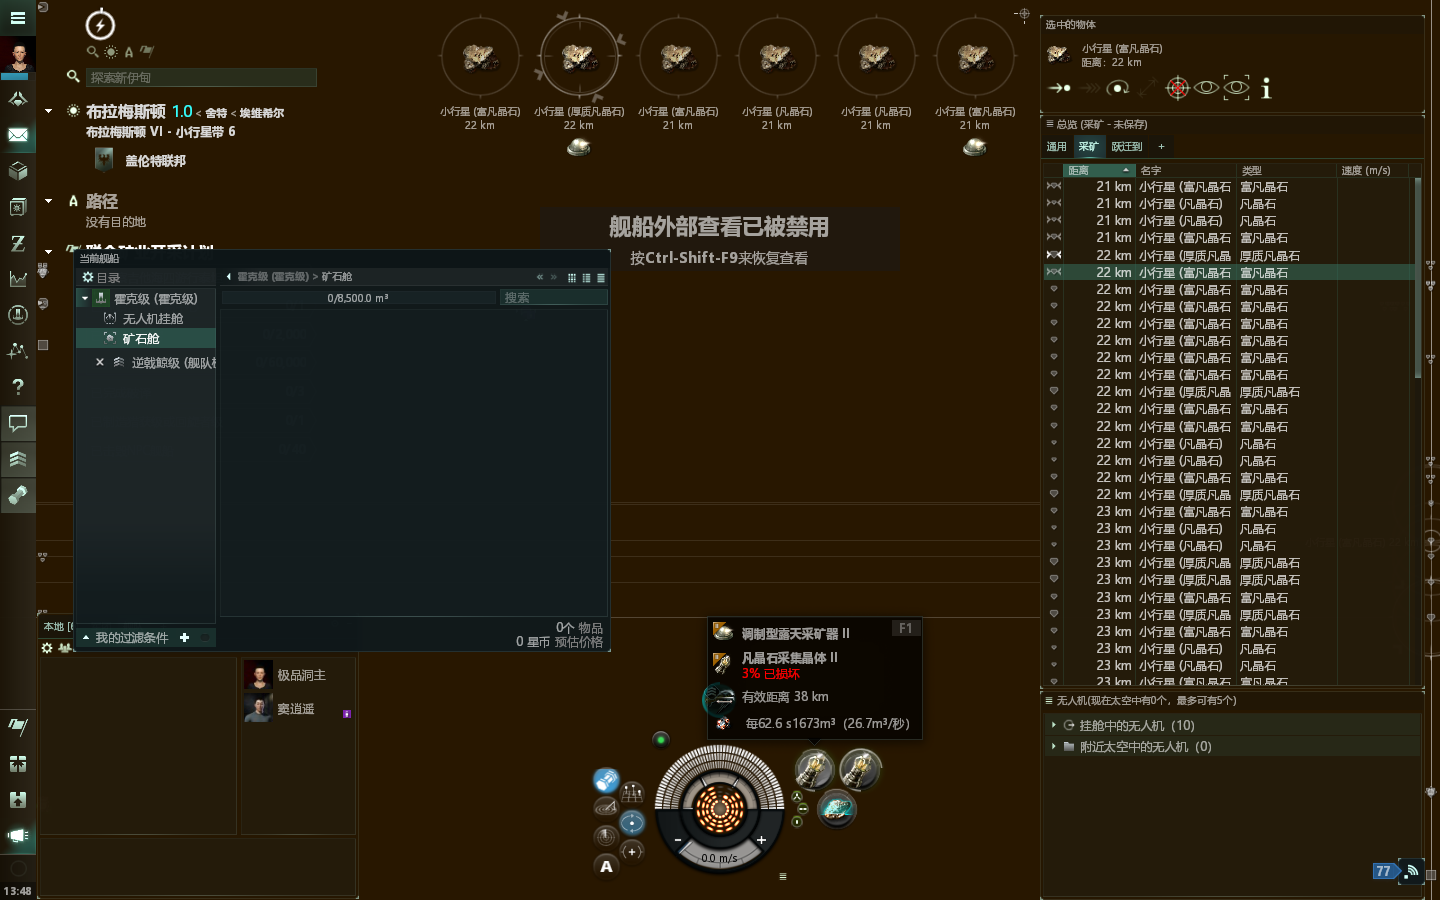 探索新伊甸
布拉梅斯顿 1.0 < 舍特 < 埃维希尔
布拉梅斯顿 VI - 小行星带 6
盖伦特联邦
路径
没有目的地
小行星 (富凡晶石)
22 km
小行星 (厚质凡晶石)
22 km
小行星 (富凡晶石)
21 km
小行星 (凡晶石)
21 km
小行星 (凡晶石)
21 km
小行星 (富凡晶石)
21 km
舰船外部查看已被禁用
按Ctrl-Shift-F9来恢复查看
当前舰船
目录
霍克级 (霍克级) > 矿石舱
霍克级 (霍克级)
无人机挂舱
矿石舱
逆戟鲸级 (舰队机
0/8,500.0 m³
搜索
我的过滤条件
0个 物品
0 星币 预估价格
本地 [6
极品洞主
窦逍遥
调制型露天采矿器 II
F1
凡晶石采集晶体 II
3% 已损坏
有效距离 38 km
每62.6 s1673m³（26.7m³/秒）
0.0 m/s
A
选中的物体
小行星 (富凡晶石)
距离：22 km
总览 (采矿 - 未保存)
通用 采矿 跃迁到 +
距离 名字 类型 速度 (m/s)
21 km 小行星 (富凡晶石 富凡晶石
21 km 小行星 (凡晶石) 凡晶石
21 km 小行星 (凡晶石) 凡晶石
21 km 小行星 (富凡晶石 富凡晶石
22 km 小行星 (厚质凡晶 厚质凡晶石
22 km 小行星 (富凡晶石 富凡晶石
22 km 小行星 (富凡晶石 富凡晶石
22 km 小行星 (富凡晶石 富凡晶石
22 km 小行星 (富凡晶石 富凡晶石
22 km 小行星 (富凡晶石 富凡晶石
22 km 小行星 (富凡晶石 富凡晶石
22 km 小行星 (富凡晶石 富凡晶石
22 km 小行星 (厚质凡晶 厚质凡晶石
22 km 小行星 (富凡晶石 富凡晶石
22 km 小行星 (富凡晶石 富凡晶石
22 km 小行星 (凡晶石) 凡晶石
22 km 小行星 (凡晶石) 凡晶石
22 km 小行星 (富凡晶石 富凡晶石
22 km 小行星 (厚质凡晶 厚质凡晶石
23 km 小行星 (富凡晶石 富凡晶石
23 km 小行星 (凡晶石) 凡晶石
23 km 小行星 (凡晶石) 凡晶石
23 km 小行星 (厚质凡晶 厚质凡晶石
23 km 小行星 (厚质凡晶 厚质凡晶石
23 km 小行星 (富凡晶石 富凡晶石
23 km 小行星 (厚质凡晶 厚质凡晶石
23 km 小行星 (富凡晶石 富凡晶石
23 km 小行星 (凡晶石) 凡晶石
23 km 小行星 (凡晶石) 凡晶石
23 km 小行星 (富凡晶石 富凡晶石
无人机(现在太空中有0个，最多可有5个)
挂舱中的无人机（10）
附近太空中的无人机（0）
77
13:48